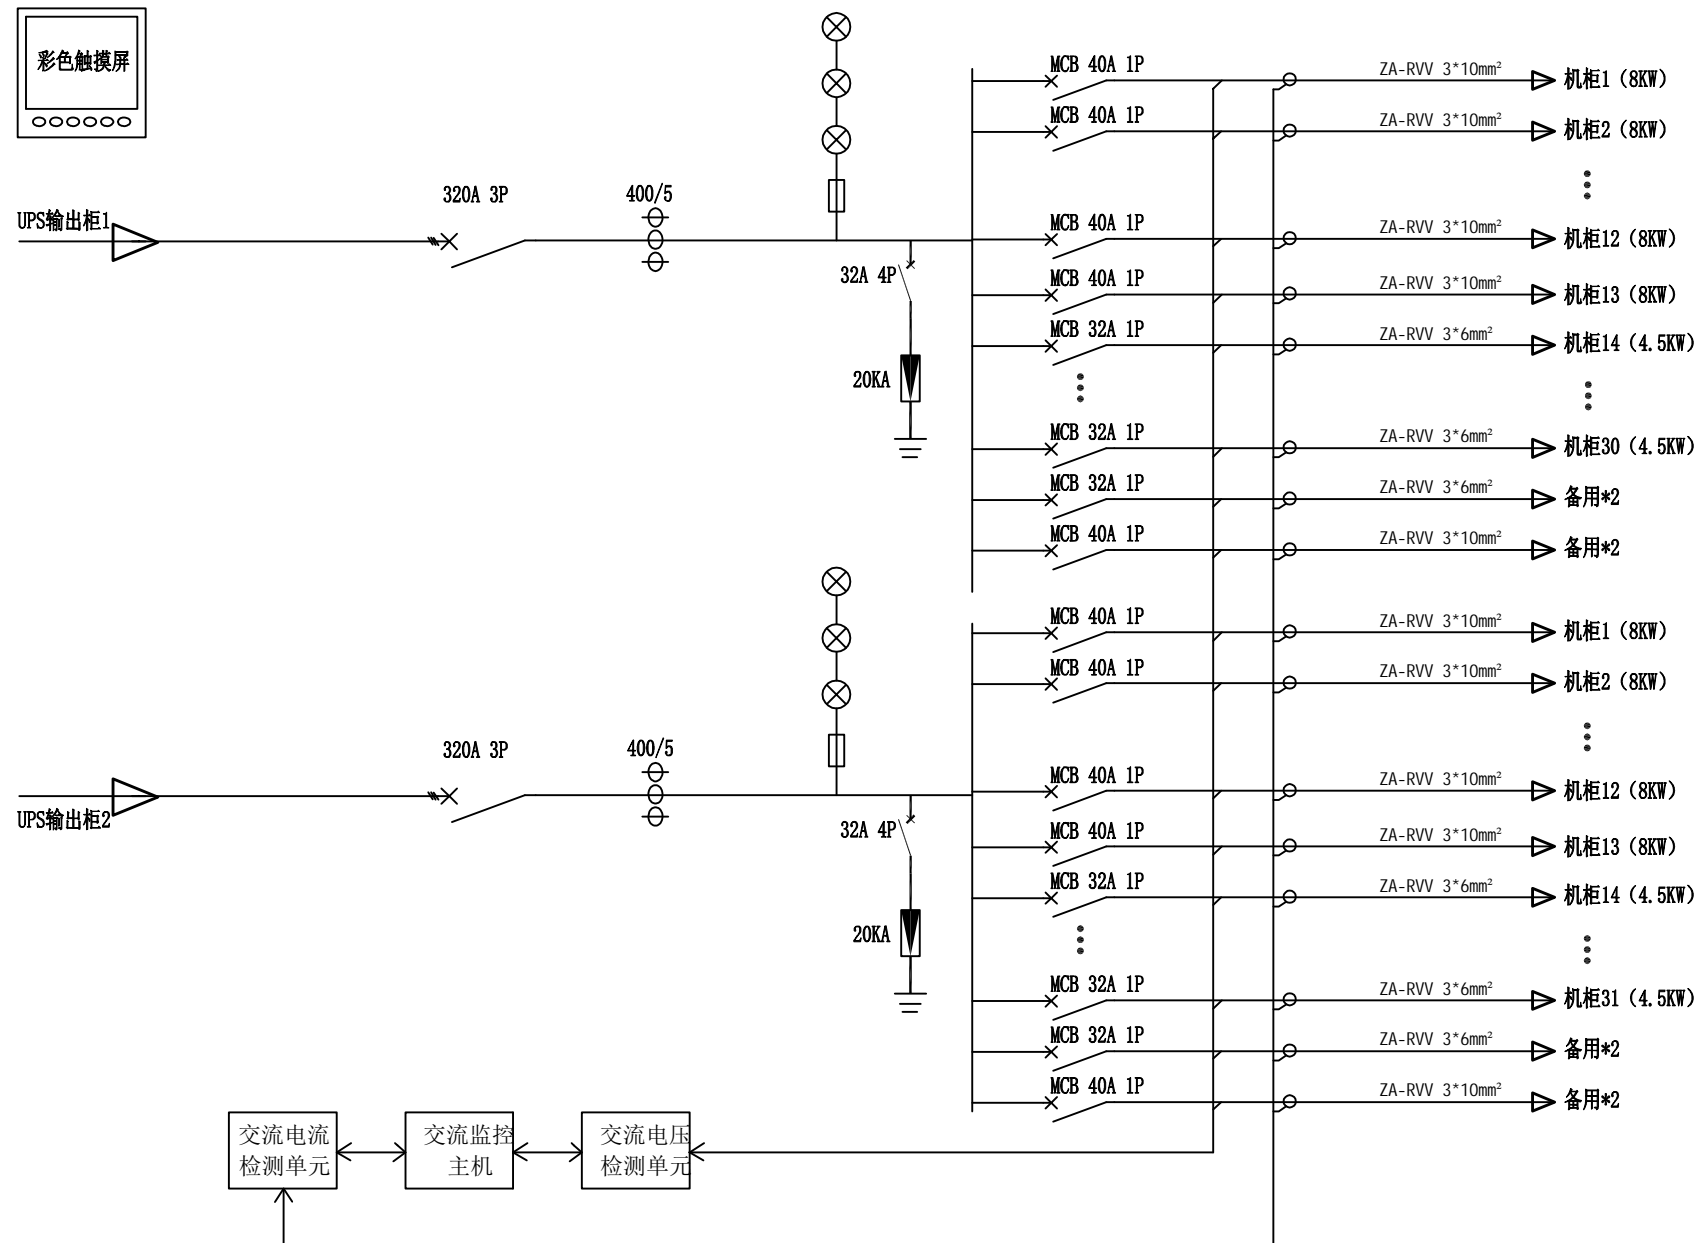 彩色触摸屏
MCB 40A 1P
ZA-RVV 3*10mm²
机柜1（8KW）
MCB 40A 1P
ZA-RVV 3*10mm²
机柜2（8KW）
UPS输出柜1
320A 3P
400/5
MCB 40A 1P
ZA-RVV 3*10mm²
机柜12（8KW）
32A 4P
MCB 40A 1P
ZA-RVV 3*10mm²
机柜13（8KW）
MCB 32A 1P
ZA-RVV 3*6mm²
机柜14（4.5KW）
20KA
MCB 32A 1P
ZA-RVV 3*6mm²
机柜30（4.5KW）
MCB 32A 1P
ZA-RVV 3*6mm²
备用*2
MCB 40A 1P
ZA-RVV 3*10mm²
备用*2
MCB 40A 1P
ZA-RVV 3*10mm²
机柜1（8KW）
MCB 40A 1P
ZA-RVV 3*10mm²
机柜2（8KW）
UPS输出柜2
320A 3P
400/5
MCB 40A 1P
ZA-RVV 3*10mm²
机柜12（8KW）
32A 4P
MCB 40A 1P
ZA-RVV 3*10mm²
机柜13（8KW）
MCB 32A 1P
ZA-RVV 3*6mm²
机柜14（4.5KW）
20KA
MCB 32A 1P
ZA-RVV 3*6mm²
机柜31（4.5KW）
MCB 32A 1P
ZA-RVV 3*6mm²
备用*2
MCB 40A 1P
ZA-RVV 3*10mm²
备用*2
交流电流
检测单元
交流监控
主机
交流电压
检测单元